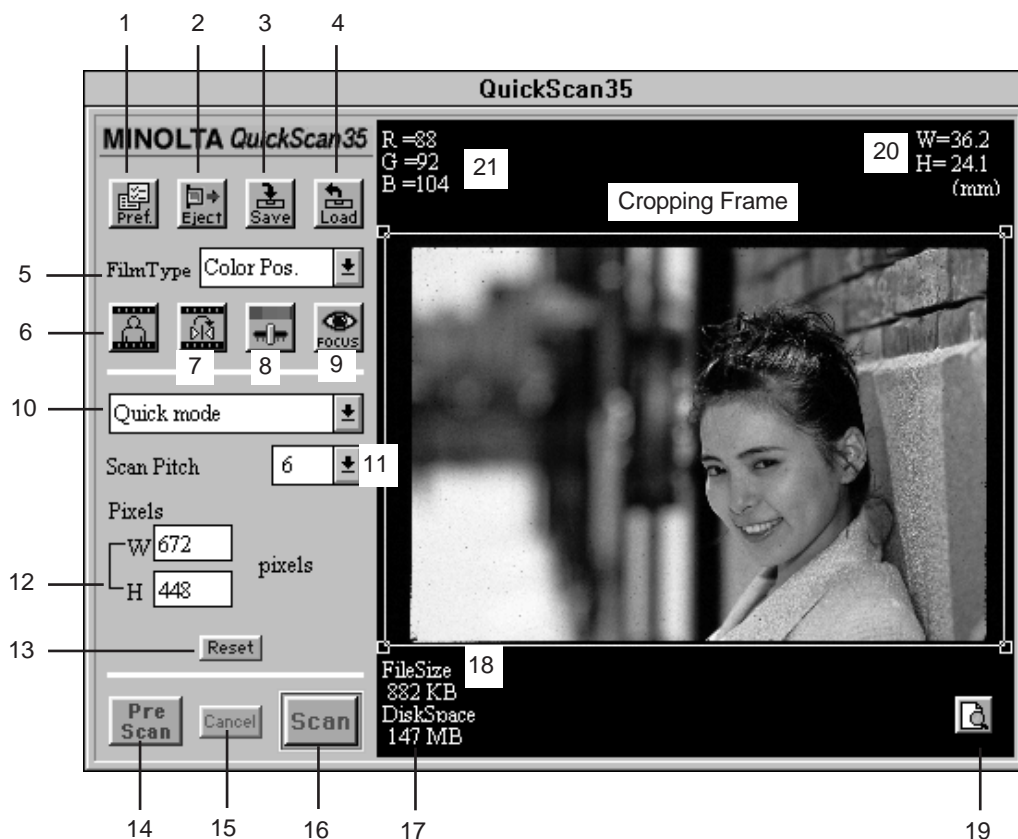 1 2 3 4
QuickScan35
MINOLTA QuickScan35
Pref. Eject Save Load
5 FilmType Color Pos.
6 FOCUS
7 8 9
10 Quick mode
Scan Pitch 6 11
Pixels
W 672
pixels
12
H 448
13 Reset
Pre Scan Cancel Scan
14 15 16 17 19
R =88
G =92
B =104
21
20
W=36.2
H= 24.1
(mm)
Cropping Frame
FileSize 18
882 KB
DiskSpace
147 MB